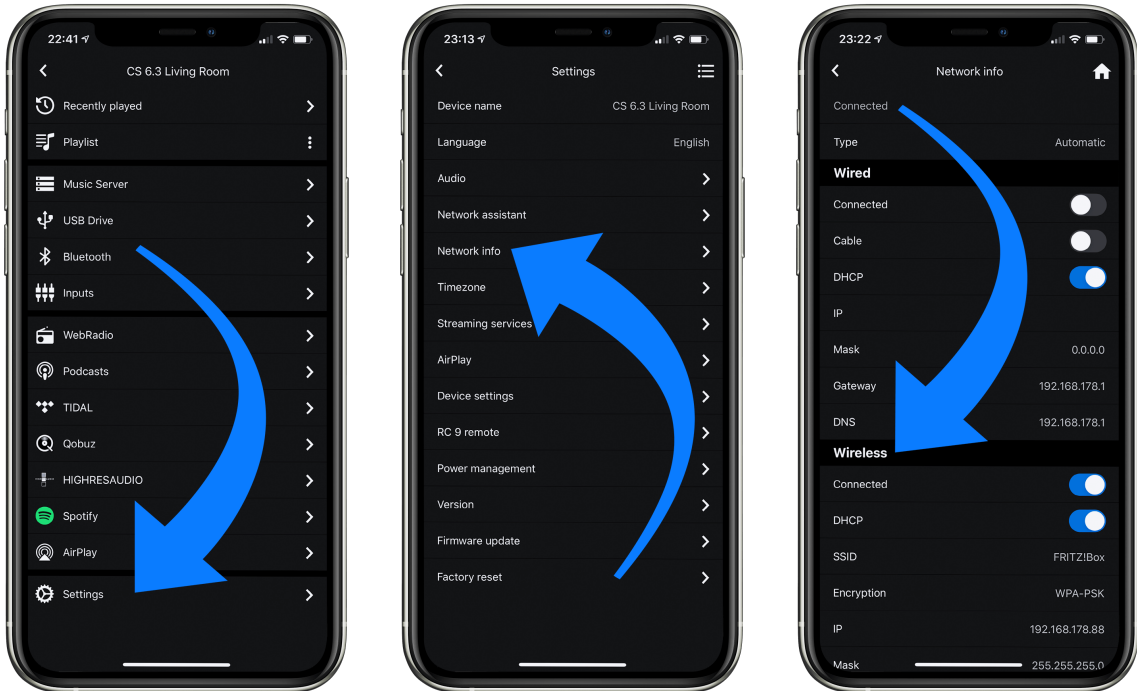 22:41
CS 6.3 Living Room
Recently played
Playlist
Music Server
USB Drive
Bluetooth
Inputs
WebRadio
Podcasts
TIDAL
Qobuz
HIGHRESAUDIO
Spotify
AirPlay
Settings
23:13
Settings
Device name CS 6.3 Living Room
Language English
Audio
Network assistant
Network info
Timezone
Streaming services
AirPlay
Device settings
RC 9 remote
Power management
Version
Firmware update
Factory reset
23:22
Network info
Connected
Type Automatic
Wired
Connected
Cable
DHCP
IP
Mask 0.0.0.0
Gateway 192.168.178.1
DNS 192.168.178.1
Wireless
Connected
DHCP
SSID FRITZ!Box
Encryption WPA-PSK
IP 192.168.178.88
Mask 255.255.255.0